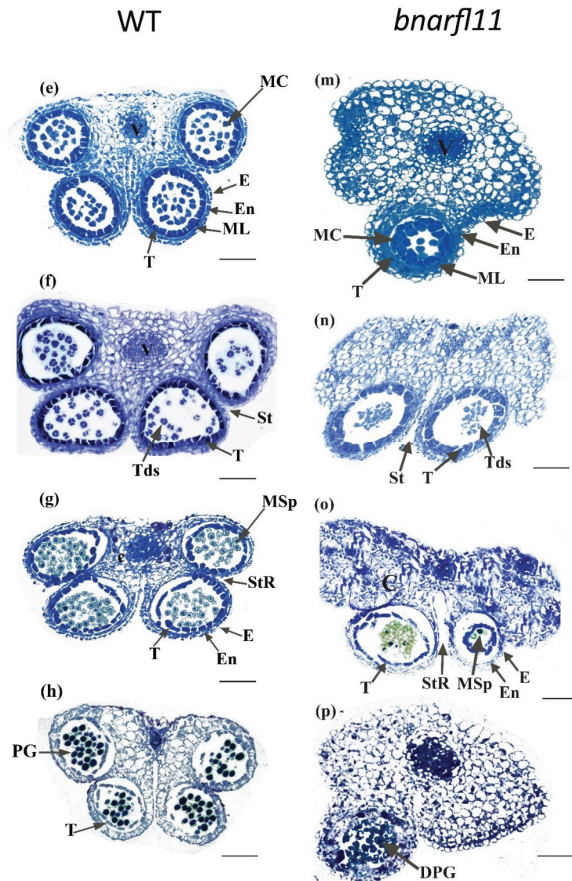 WT
bnarfl11
(e)
MC
V
E
En
ML
T
(m)
V
MC
En
E
T
ML
(f)
V
St
T
Tds
(n)
St
T
Tds
(g)
MSp
StR
T
En
E
(o)
C
T
StR
MSp
En
E
(h)
PG
T
(p)
DPG